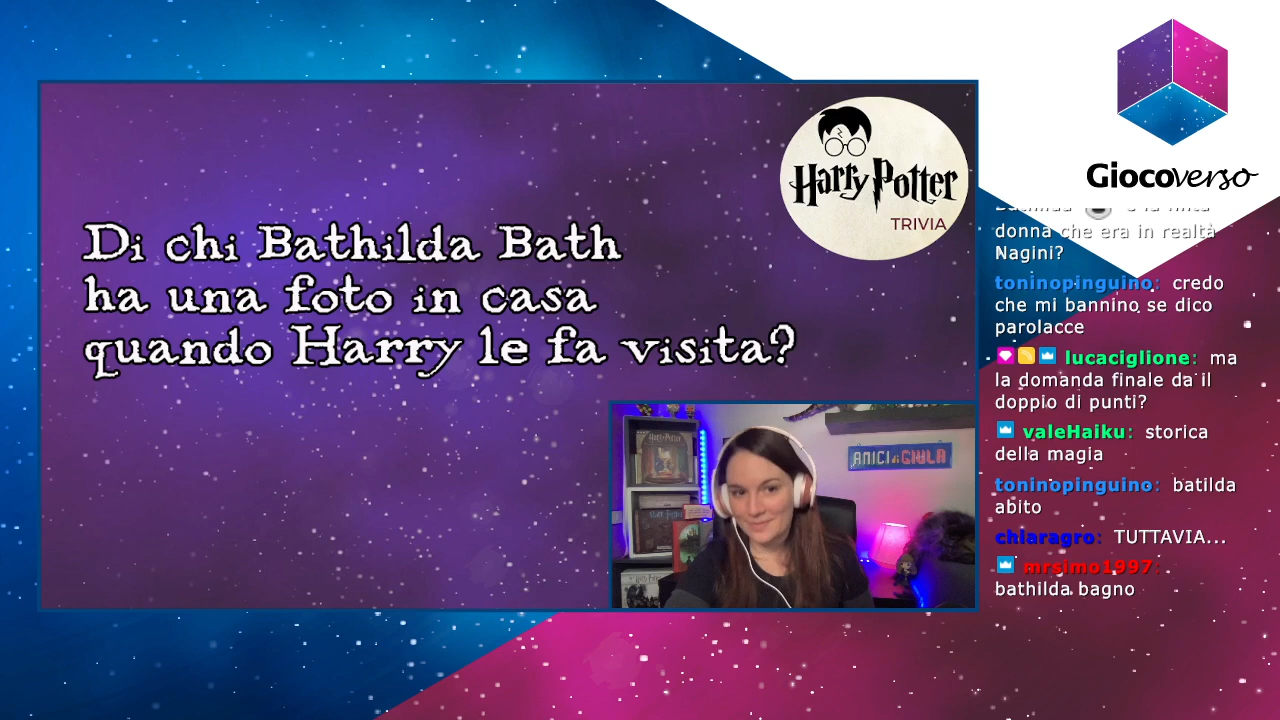 Di chi Bathilda Bath
ha una foto in casa
quando Harry le fa visita?
Harry Potter
TRIVIA
AMICI di GIULA
Giocoverso
donna che era in realtà
Nagini?
toninopinguino: credo
che mi bannino se dico
parolacce
lucaciglione: ma
la domanda finale da il
doppio di punti?
valeHaiku: storica
della magia
toninopinguino: batilda
abito
chiaragro: TUTTAVIA...
mrsimo1997:
bathilda bagno